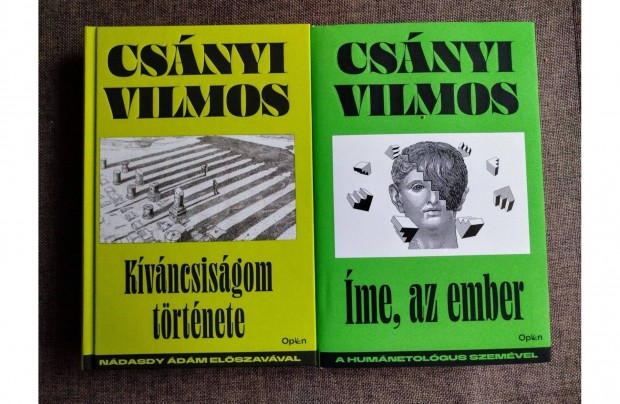 CSÁNYI
VILMOS
Kíváncsiságom
története
Open
NÁDASDY ÁDÁM ELŐSZAVÁVAL
CSÁNYI
VILMOS
Íme, az ember
Open
A HUMÁNETOLÓGUS SZEMÉVEL